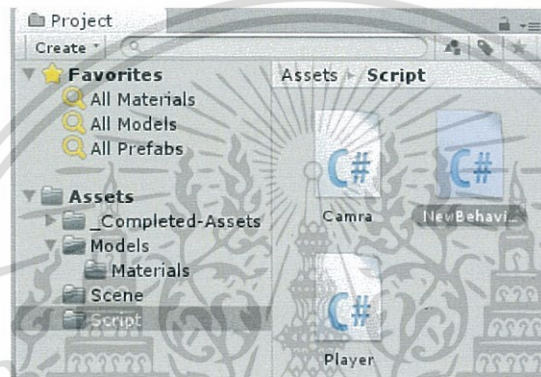 Project
Create
Favorites
All Materials
All Models
All Prefabs
Assets
_Completed-Assets
Models
Materials
Scene
Script
Assets Script
C#
Camra
C#
NewBehavi...
C#
Player